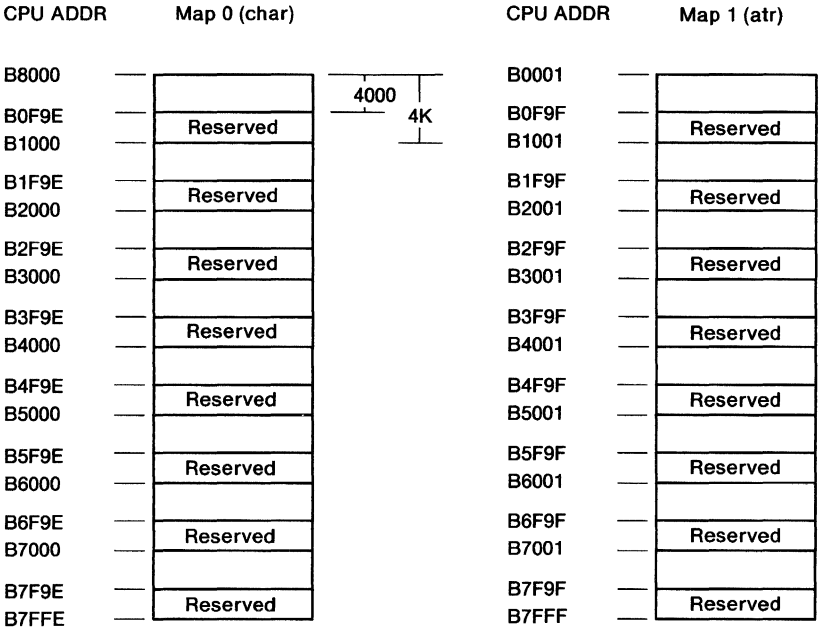 CPU ADDR Map 0 (char) CPU ADDR Map 1 (atr)
B8000 B0001
4000
B0F9E B0F9F
4K
Reserved Reserved
B1000 B1001
B1F9E B1F9F
Reserved Reserved
B2000 B2001
B2F9E B2F9F
Reserved Reserved
B3000 B3001
B3F9E B3F9F
Reserved Reserved
B4000 B4001
B4F9E B4F9F
Reserved Reserved
B5000 B5001
B5F9E B5F9F
Reserved Reserved
B6000 B6001
B6F9E B6F9F
Reserved Reserved
B7000 B7001
B7F9E B7F9F
Reserved Reserved
B7FFE B7FFF